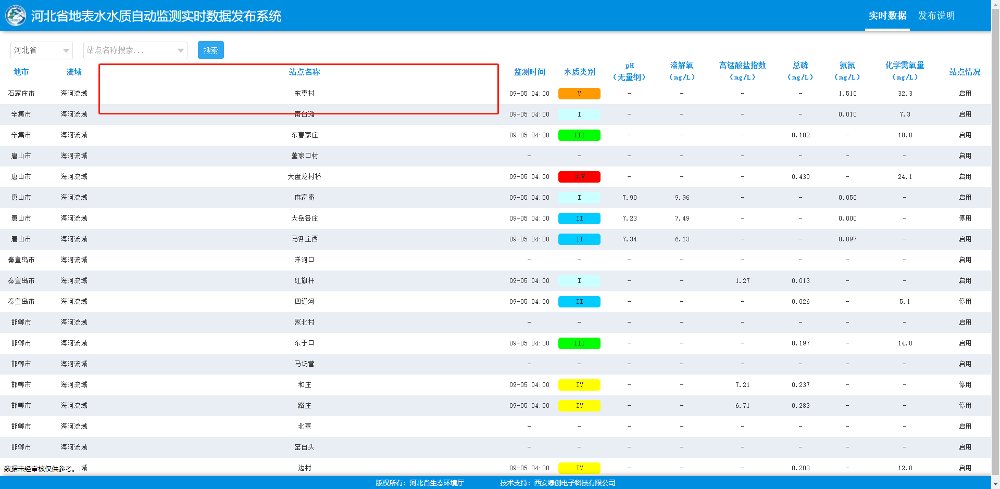 河北省地表水水质自动监测实时数据发布系统
实时数据 发布说明
河北省 站点名称搜索... 搜索
地市 流域 站点名称 监测时间 水质类别 pH（无量纲） 溶解氧（mg/L） 高锰酸盐指数（mg/L） 总磷（mg/L） 氨氮（mg/L） 化学需氧量（mg/L） 站点情况
石家庄市 海河流域 东枣村 09-05 04:00 V - - - - 1.510 32.3 启用
辛集市 海河流域 南白滩 09-05 04:00 I - - - - 0.010 7.3 启用
辛集市 海河流域 东曹家庄 09-05 04:00 III - - - 0.102 - 18.8 启用
唐山市 海河流域 董家口村 - - - - - - - - 启用
唐山市 海河流域 大盘龙村桥 09-05 04:00 劣V - - - 0.430 - 24.1 启用
唐山市 海河流域 麻家庵 09-05 04:00 I 7.90 9.96 - - 0.050 - 启用
唐山市 海河流域 大岳各庄 09-05 04:00 II 7.23 7.49 - - 0.000 - 停用
唐山市 海河流域 马各庄西 09-05 04:00 II 7.34 6.13 - - 0.097 - 启用
秦皇岛市 海河流域 洋河口 - - - - - - - - 启用
秦皇岛市 海河流域 红旗杆 09-05 04:00 I - - 1.27 0.013 - - 启用
秦皇岛市 海河流域 四道河 09-05 04:00 II - - - 0.026 - 5.1 停用
邯郸市 海河流域 冢北村 - - - - - - - - 启用
邯郸市 海河流域 东于口 09-05 04:00 III - - - 0.197 - 14.0 启用
邯郸市 海河流域 马坊营 - - - - - - - - 启用
邯郸市 海河流域 和庄 09-05 04:00 IV - - 7.21 0.237 - - 停用
邯郸市 海河流域 路庄 09-05 04:00 IV - - 6.71 0.283 - - 停用
邯郸市 海河流域 北善 - - - - - - - - 启用
邯郸市 海河流域 窑自头 - - - - - - - - 启用
数据未经审核仅供参考。 域 边村 09-05 04:00 IV - - - 0.203 - 12.8 启用
版权所有：河北省生态环境厅 技术支持：西安绿创电子科技有限公司